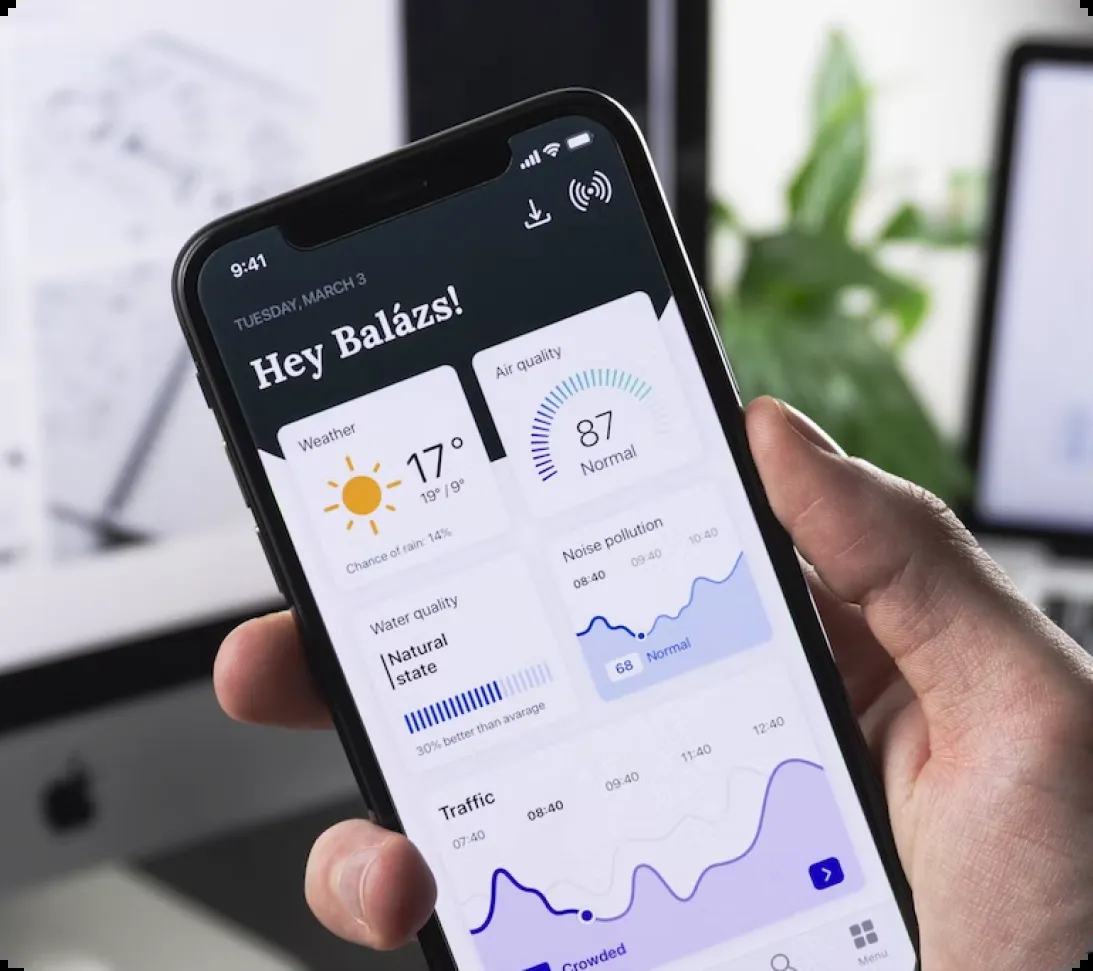 9:41
TUESDAY, MARCH 3
Hey Balázs!
Weather
17°
19° / 9°
Chance of rain: 14%
Air quality
87
Normal
Water quality
Natural
state
30% better than avarage
Noise pollution
08:40 09:40 10:40
68 Normal
Traffic
07:40 08:40 09:40 11:40 12:40
Crowded
Menu